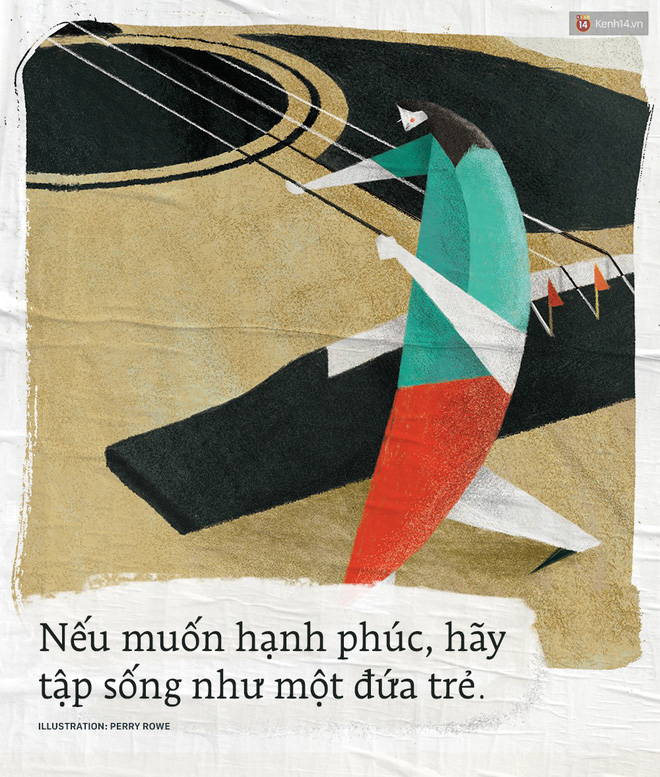 14 Kenh14.vn
Nếu muốn hạnh phúc, hãy
tập sống như một đứa trẻ.
ILLUSTRATION: PERRY ROWE